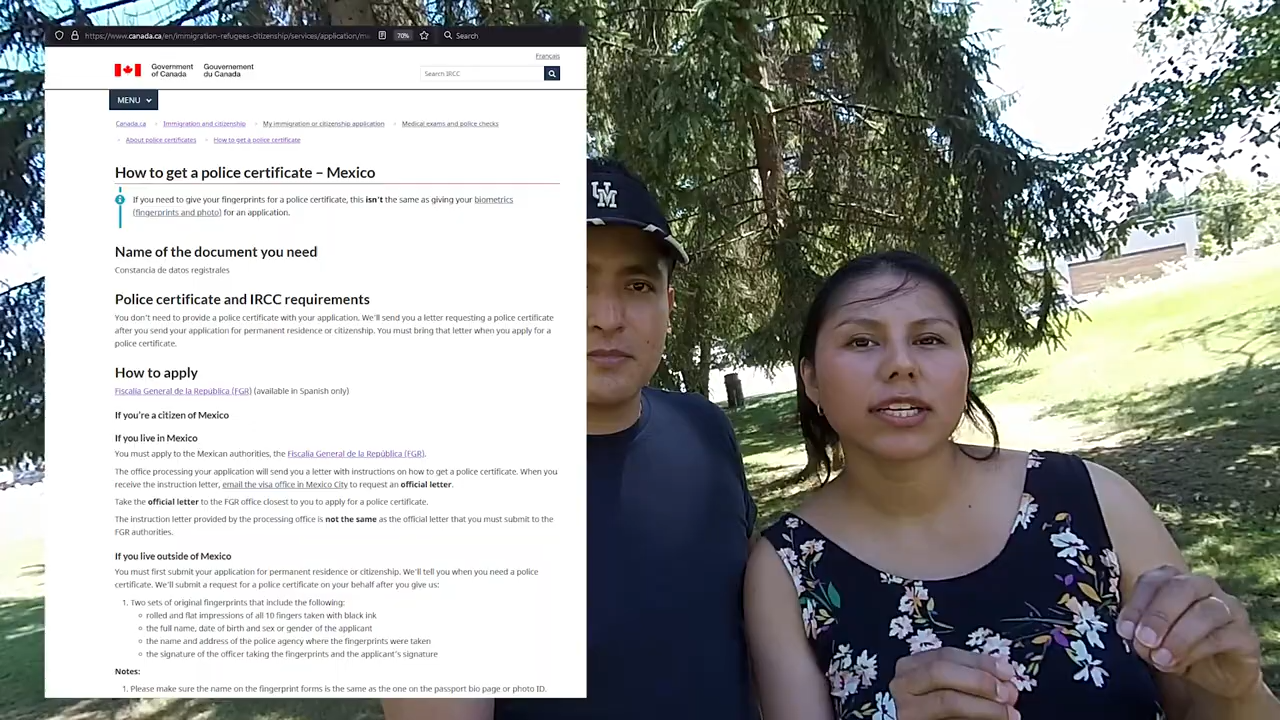 https://www.canada.ca/en/immigration-refugees-citizenship/services/application/m
70%
Search
Français
Government of Canada
Gouvernement du Canada
Search IRCC
MENU
Canada.ca
Immigration and citizenship
My immigration or citizenship application
Medical exams and police checks
About police certificates
How to get a police certificate
How to get a police certificate – Mexico
If you need to give your fingerprints for a police certificate, this isn't the same as giving your biometrics
(fingerprints and photo) for an application.
Name of the document you need
Constancia de datos registrales
Police certificate and IRCC requirements
You don't need to provide a police certificate with your application. We'll send you a letter requesting a police certificate
after you send your application for permanent residence or citizenship. You must bring that letter when you apply for a
police certificate.
How to apply
Fiscalía General de la República (FGR) (available in Spanish only)
If you're a citizen of Mexico
If you live in Mexico
You must apply to the Mexican authorities, the Fiscalía General de la República (FGR).
The office processing your application will send you a letter with instructions on how to get a police certificate. When you
receive the instruction letter, email the visa office in Mexico City to request an official letter.
Take the official letter to the FGR office closest to you to apply for a police certificate.
The instruction letter provided by the processing office is not the same as the official letter that you must submit to the
FGR authorities.
If you live outside of Mexico
You must first submit your application for permanent residence or citizenship. We'll tell you when you need a police
certificate. We'll submit a request for a police certificate on your behalf after you give us:
1. Two sets of original fingerprints that include the following:
rolled and flat impressions of all 10 fingers taken with black ink
the full name, date of birth and sex or gender of the applicant
the name and address of the police agency where the fingerprints were taken
the signature of the officer taking the fingerprints and the applicant's signature
Notes:
1. Please make sure the name on the fingerprint forms is the same as the one on the passport bio page or photo ID.